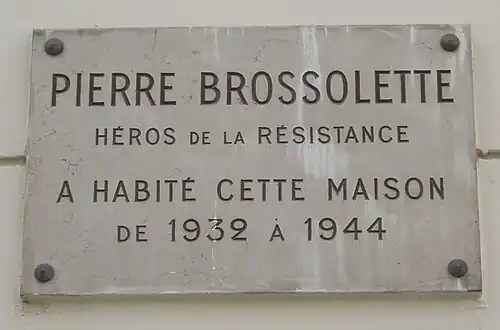 PIERRE BROSSOLETTE
HÉROS DE LA RÉSISTANCE
A HABITÉ CETTE MAISON
DE 1932 À 1944